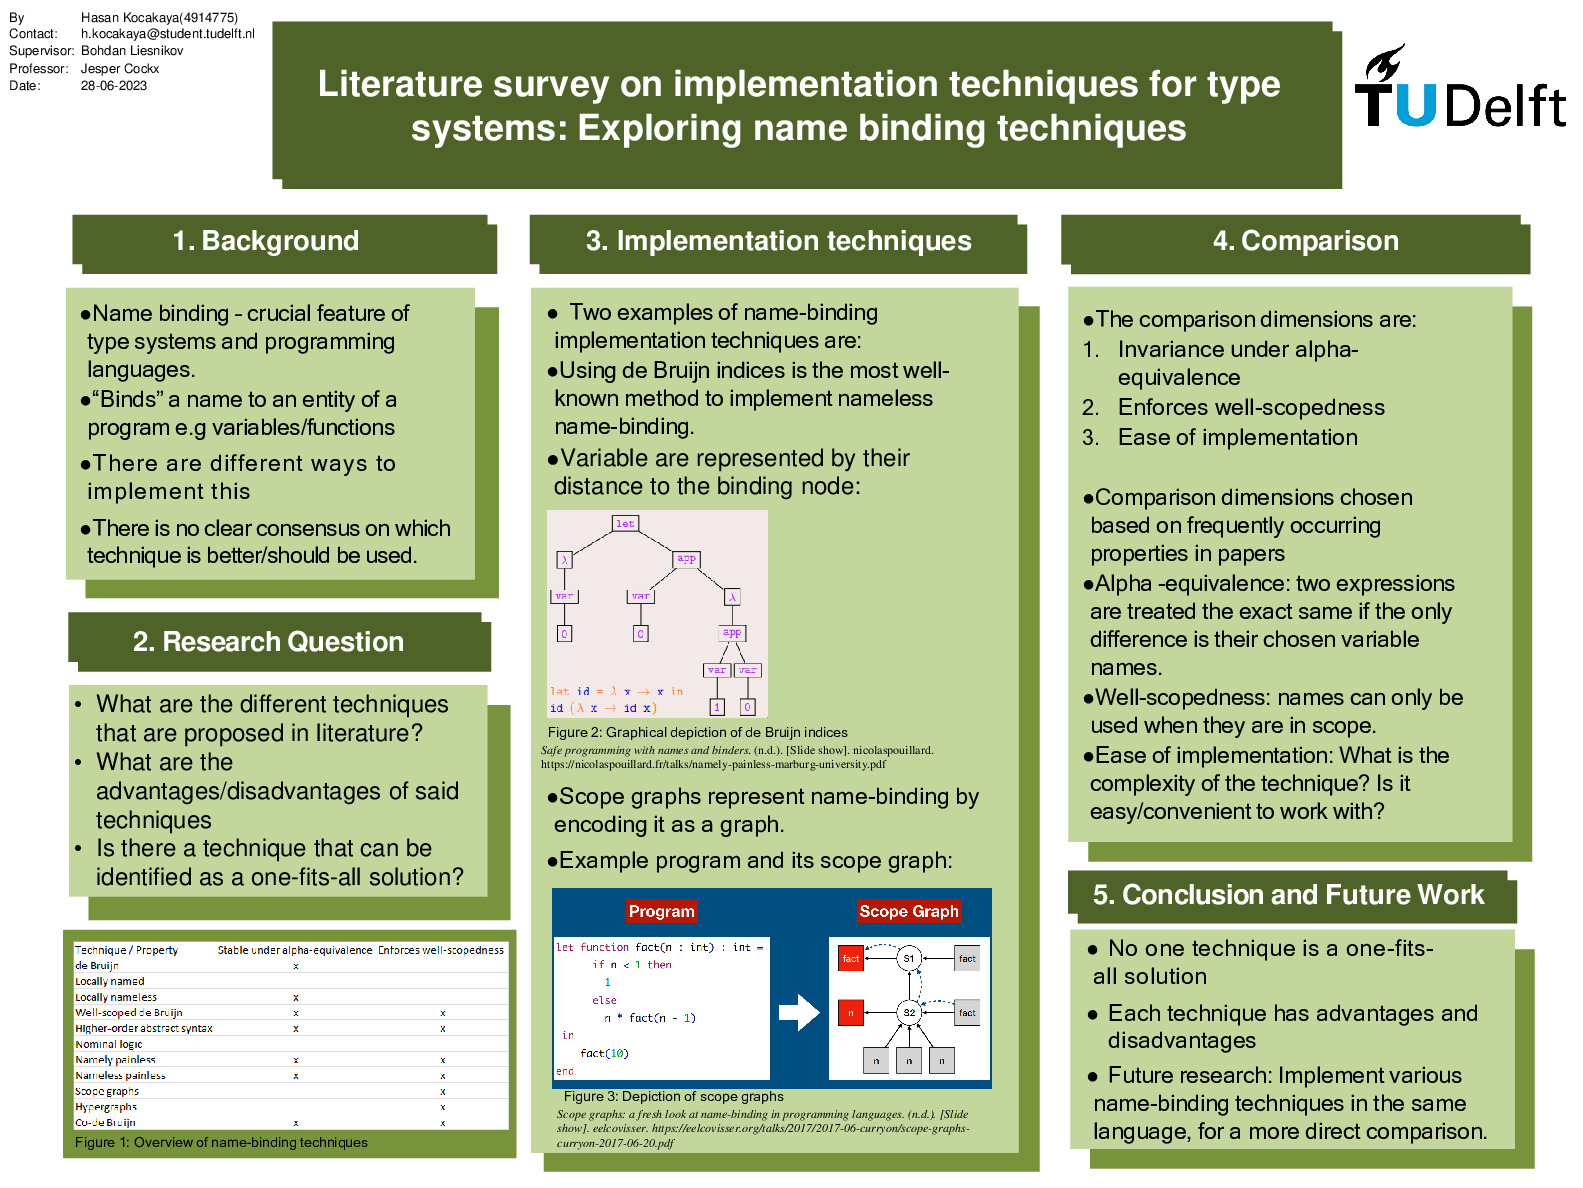 By Hasan Kocakaya(4914775)
Contact: h.kocakaya@student.tudelft.nl
Supervisor: Bohdan Liesnikov
Professor: Jesper Cockx
Date: 28-06-2023
Literature survey on implementation techniques for type
systems: Exploring name binding techniques
TUDelft
1. Background
●Name binding - crucial feature of
type systems and programming
languages.
●“Binds” a name to an entity of a
program e.g variables/functions
●There are different ways to
implement this
●There is no clear consensus on which
technique is better/should be used.
2. Research Question
• What are the different techniques
that are proposed in literature?
• What are the
advantages/disadvantages of said
techniques
• Is there a technique that can be
identified as a one-fits-all solution?
Technique / Property Stable under alpha-equivalence Enforces well-scopedness
de Bruijn x
Locally named
Locally nameless x
Well-scoped de Bruijn x x
Higher-order abstract syntax x x
Nominal logic
Namely painless x x
Nameless painless x x
Scope graphs x
Hypergraphs x
Co-de Bruijn x x
Figure 1: Overview of name-binding techniques
3. Implementation techniques
● Two examples of name-binding
implementation techniques are:
●Using de Bruijn indices is the most well-
known method to implement nameless
name-binding.
●Variable are represented by their
distance to the binding node:
let
λ app
var var λ
0 0 app
var var
1 0
let id = λ x → x in
id (λ x → id x)
Figure 2: Graphical depiction of de Bruijn indices
Safe programming with names and binders. (n.d.). [Slide show]. nicolaspouillard.
https://nicolaspouillard.fr/talks/namely-painless-marburg-university.pdf
●Scope graphs represent name-binding by
encoding it as a graph.
●Example program and its scope graph:
Program
let function fact(n : int) : int =
if n < 1 then
1
else
n * fact(n - 1)
in
fact(10)
end
Scope Graph
fact S1 fact
n S2 fact
n n n
Figure 3: Depiction of scope graphs
Scope graphs: a fresh look at name-binding in programming languages. (n.d.). [Slide
show]. eelcovisser. https://eelcovisser.org/talks/2017/2017-06-curryon/scope-graphs-
curryon-2017-06-20.pdf
4. Comparison
●The comparison dimensions are:
1. Invariance under alpha-
equivalence
2. Enforces well-scopedness
3. Ease of implementation
●Comparison dimensions chosen
based on frequently occurring
properties in papers
●Alpha -equivalence: two expressions
are treated the exact same if the only
difference is their chosen variable
names.
●Well-scopedness: names can only be
used when they are in scope.
●Ease of implementation: What is the
complexity of the technique? Is it
easy/convenient to work with?
5. Conclusion and Future Work
● No one technique is a one-fits-
all solution
● Each technique has advantages and
disadvantages
● Future research: Implement various
name-binding techniques in the same
language, for a more direct comparison.